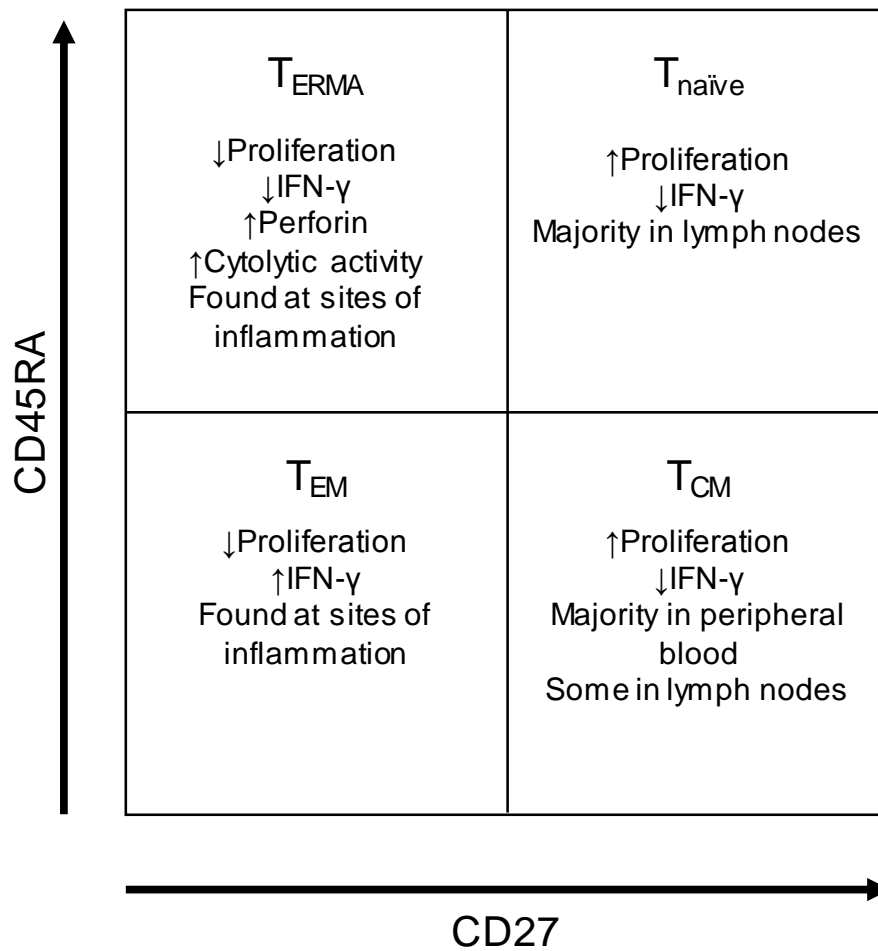 T_ERMA
↓Proliferation
↓IFN-γ
↑Perforin
↑Cytolytic activity
Found at sites of
inflammation
T_naïve
↑Proliferation
↓IFN-γ
Majority in lymph nodes
T_EM
↓Proliferation
↑IFN-γ
Found at sites of
inflammation
T_CM
↑Proliferation
↓IFN-γ
Majority in peripheral
blood
Some in lymph nodes
CD45RA
CD27